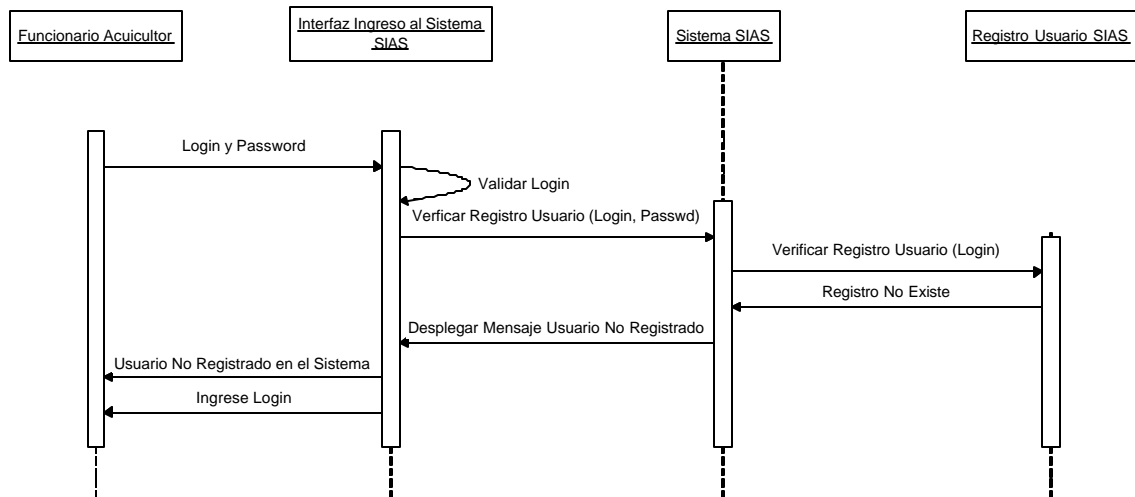 Funcionario Acuicultor
Interfaz Ingreso al Sistema
SIAS
Sistema SIAS
Registro Usuario SIAS
Login y Password
Validar Login
Verficar Registro Usuario (Login, Passwd)
Verificar Registro Usuario (Login)
Registro No Existe
Desplegar Mensaje Usuario No Registrado
Usuario No Registrado en el Sistema
Ingrese Login